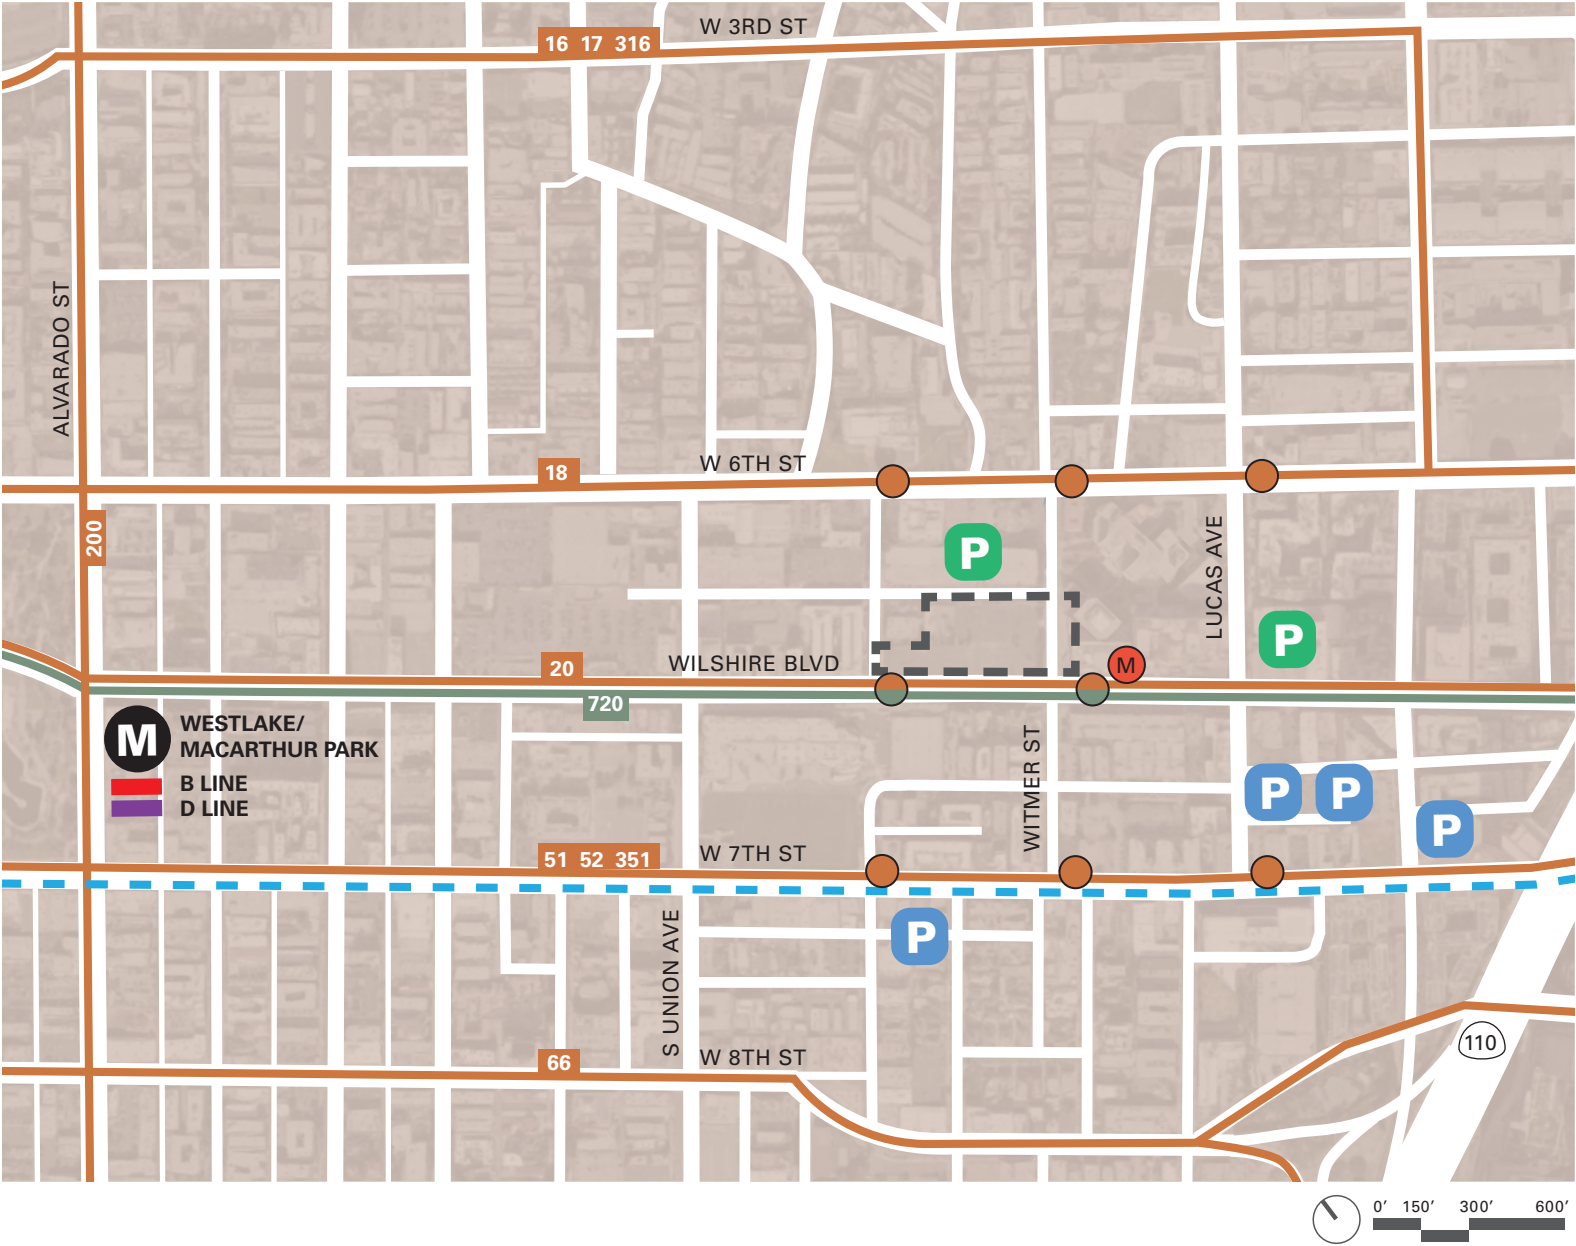 W 3RD ST
16 17 316
ALVARADO ST
W 6TH ST
18
200
P
LUCAS AVE
P
WILSHIRE BLVD
20
M
720
M
WESTLAKE/
MACARTHUR PARK
B LINE
D LINE
WITMER ST
P
P
P
W 7TH ST
51 52 351
S UNION AVE
P
W 8TH ST
66
110
0' 150' 300' 600'